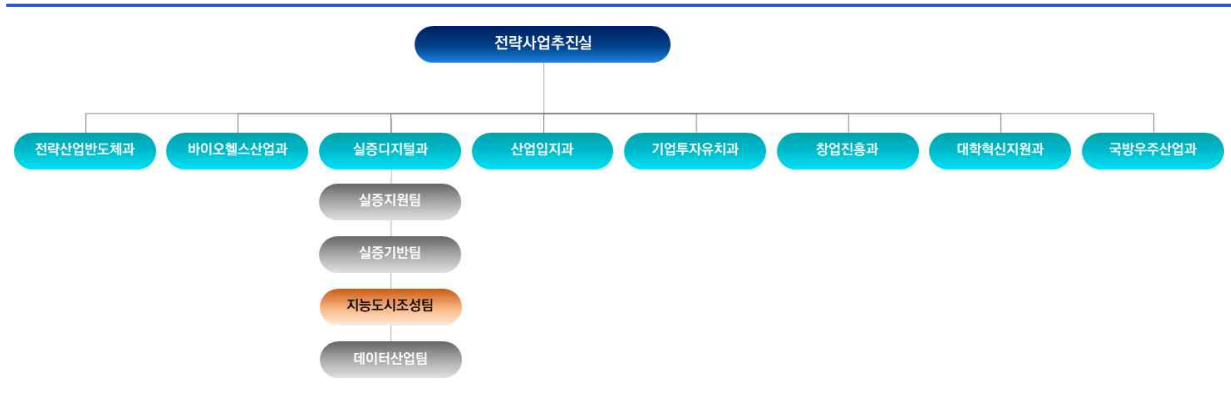 전략사업추진실
전략산업반도체과 바이오헬스산업과 실증디지털과 산업입지과 기업투자유치과 창업진흥과 대학혁신지원과 국방우주산업과
실증지원팀
실증기반팀
지능도시조성팀
데이터산업팀